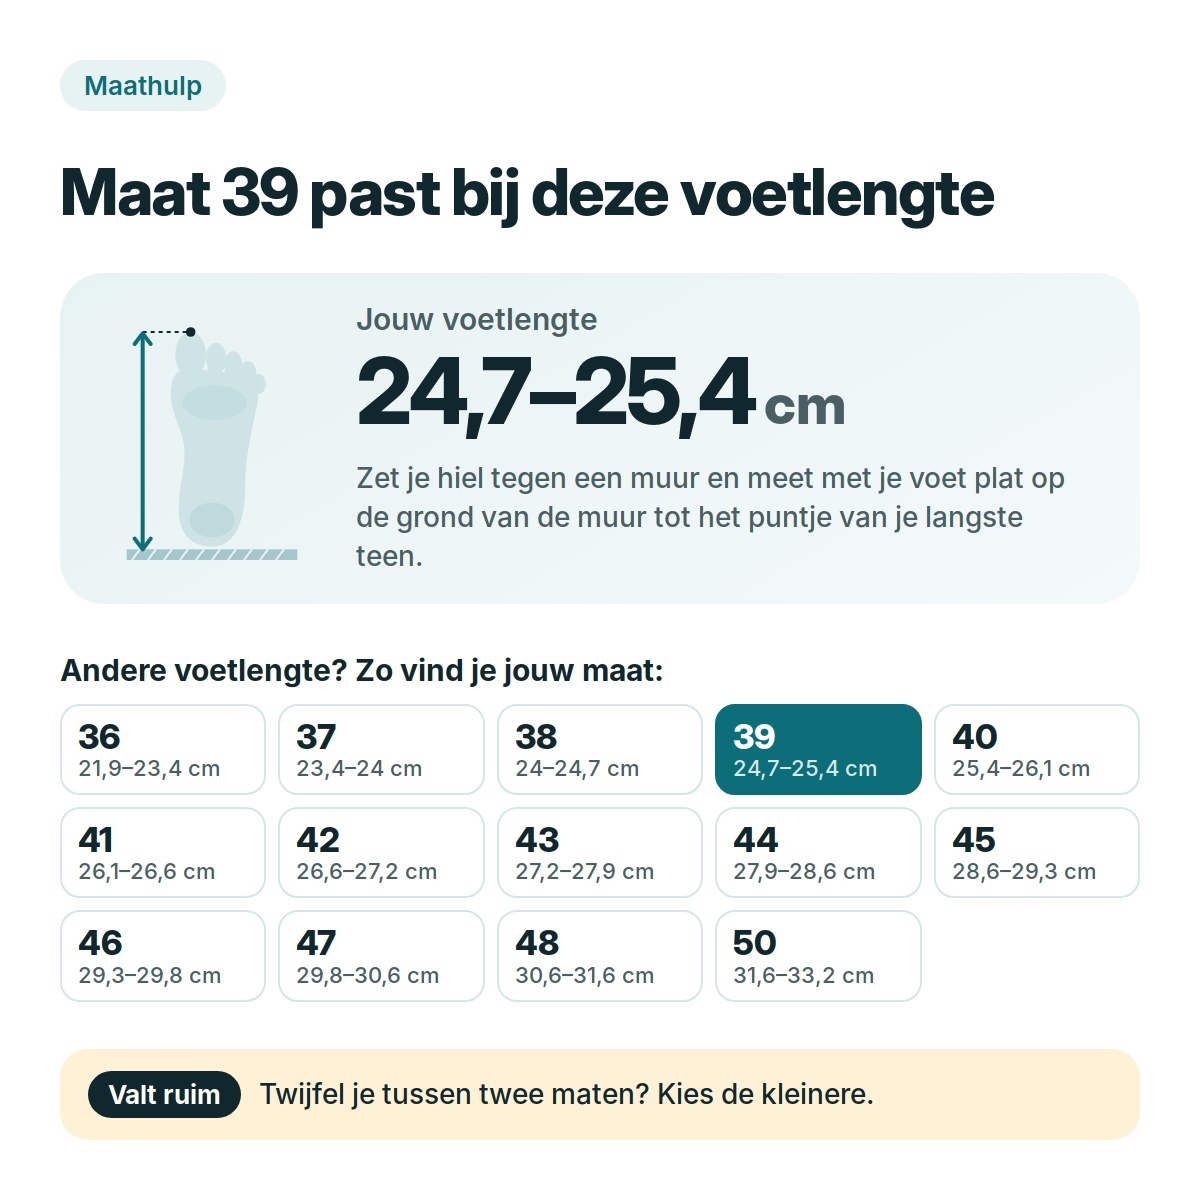 Maathulp
Maat 39 past bij deze voetlengte
Jouw voetlengte
24,7–25,4 cm
Zet je hiel tegen een muur en meet met je voet plat op
de grond van de muur tot het puntje van je langste
teen.
Andere voetlengte? Zo vind je jouw maat:
36
21,9–23,4 cm
37
23,4–24 cm
38
24–24,7 cm
39
24,7–25,4 cm
40
25,4–26,1 cm
41
26,1–26,6 cm
42
26,6–27,2 cm
43
27,2–27,9 cm
44
27,9–28,6 cm
45
28,6–29,3 cm
46
29,3–29,8 cm
47
29,8–30,6 cm
48
30,6–31,6 cm
50
31,6–33,2 cm
Valt ruim Twijfel je tussen twee maten? Kies de kleinere.